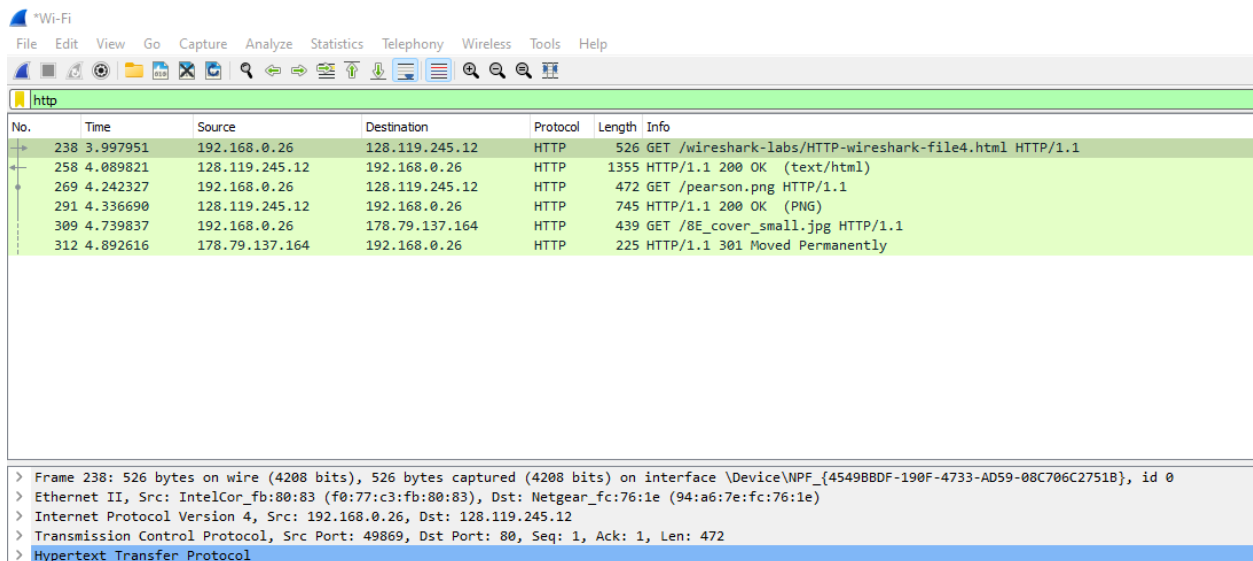 *Wi-Fi
File Edit View Go Capture Analyze Statistics Telephony Wireless Tools Help
http
No. Time Source Destination Protocol Length Info
238 3.997951 192.168.0.26 128.119.245.12 HTTP 526 GET /wireshark-labs/HTTP-wireshark-file4.html HTTP/1.1
258 4.089821 128.119.245.12 192.168.0.26 HTTP 1355 HTTP/1.1 200 OK (text/html)
269 4.242327 192.168.0.26 128.119.245.12 HTTP 472 GET /pearson.png HTTP/1.1
291 4.336690 128.119.245.12 192.168.0.26 HTTP 745 HTTP/1.1 200 OK (PNG)
309 4.739837 192.168.0.26 178.79.137.164 HTTP 439 GET /8E_cover_small.jpg HTTP/1.1
312 4.892616 178.79.137.164 192.168.0.26 HTTP 225 HTTP/1.1 301 Moved Permanently
> Frame 238: 526 bytes on wire (4208 bits), 526 bytes captured (4208 bits) on interface \Device\NPF_{4549BBDF-190F-4733-AD59-08C706C2751B}, id 0
> Ethernet II, Src: IntelCor_fb:80:83 (f0:77:c3:fb:80:83), Dst: Netgear_fc:76:1e (94:a6:7e:fc:76:1e)
> Internet Protocol Version 4, Src: 192.168.0.26, Dst: 128.119.245.12
> Transmission Control Protocol, Src Port: 49869, Dst Port: 80, Seq: 1, Ack: 1, Len: 472
> Hypertext Transfer Protocol